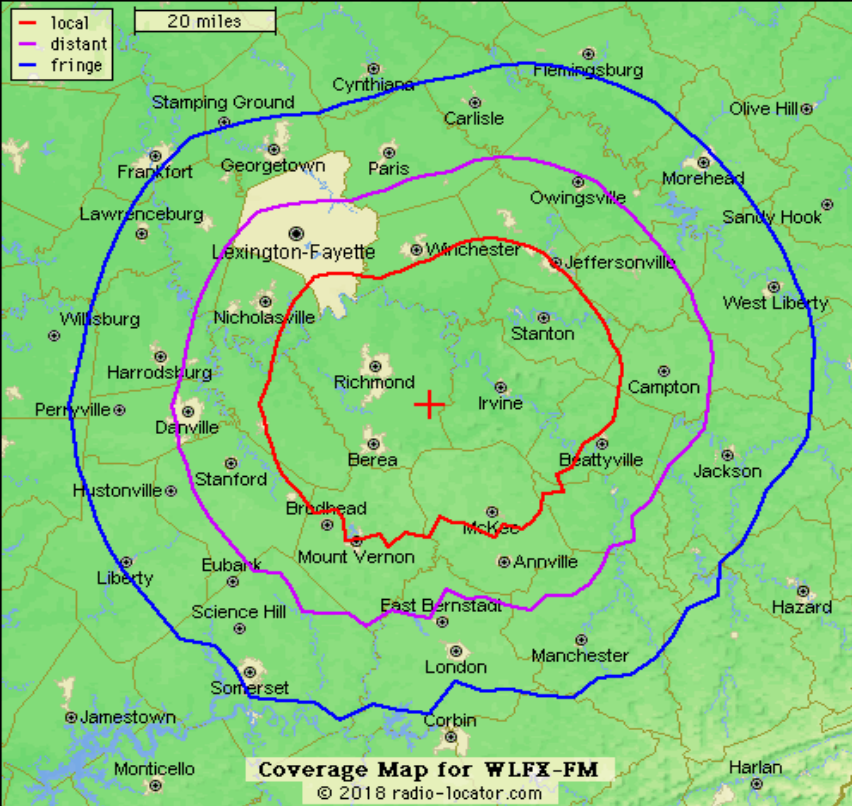 local
20 miles
distant
fringe
Flemingsburg
Cynthiana
Stamping Ground
Carlisle
Olive Hill
Georgetown
Paris
Frankfort
Morehead
Owingsville
Lawrenceburg
Sandy Hook
Lexington-Fayette
Winchester
Jeffersonville
West Liberty
Nicholasville
Willisburg
Stanton
Harrodsburg
Richmond
Campton
Irvine
Perryville
Danville
Berea
Beattyville
Jackson
Stanford
Hustonville
Brodhead
McKee
Mount Vernon
Annville
Eubank
Liberty
East Bernstadt
Hazard
Science Hill
Manchester
London
Somerset
Jamestown
Corbin
Monticello
Coverage Map for WLFX-FM
Harlan
© 2018 radio-locator.com